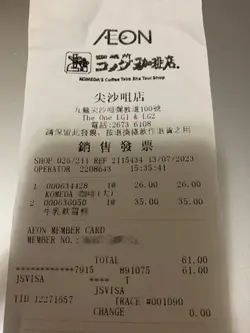 ÆON
コメダ珈琲店
KOMEDA'S Coffee Tsim Sha Tsui Shop
尖沙咀店
九龍尖沙咀彌敦道100號
The One LG1 & LG2
電話:2673 6108
請保留此發票，按退換條款作退貨之用
銷售發票
SHOP 026/211 REF 2115434 13/07/2023
OPERATOR 2208643 15:35:41
1 000634428 1@ 26.00 26.00
KOMEDA 咖啡(大)
2 000636050 1@ 35.00 35.00
牛乳軟雪糕
AEON MEMBER CARD
MEMBER NO.:
TOTAL 61.00
************7915 891075 61.00
JSVISA **** T JSVISA
TID 12271657 TRACE #001090
CHANGE 0.00